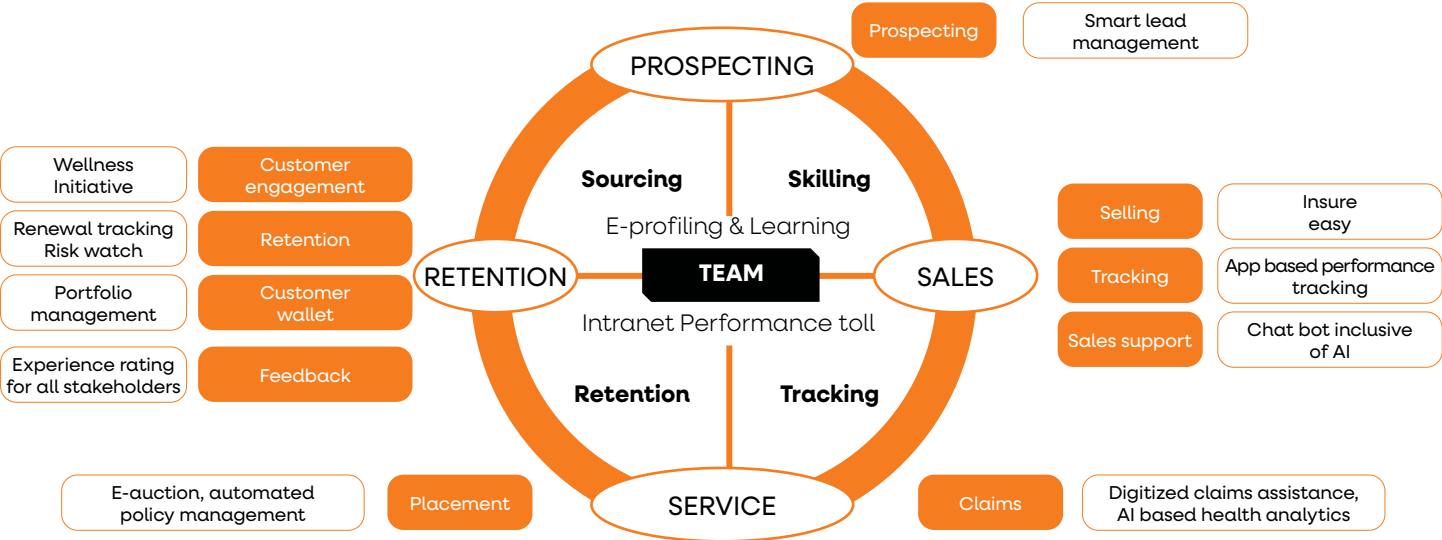 Prospecting
Smart lead
management
PROSPECTING
Wellness
Initiative
Customer
engagement
Renewal tracking
Risk watch
Retention
Portfolio
management
Customer
wallet
Experience rating
for all stakeholders
Feedback
RETENTION
Sourcing
Skilling
E-profiling & Learning
TEAM
Intranet Performance toll
Retention
Tracking
SALES
Selling
Insure
easy
Tracking
App based performance
tracking
Sales support
Chat bot inclusive
of AI
E-auction, automated
policy management
Placement
SERVICE
Claims
Digitized claims assistance,
AI based health analytics